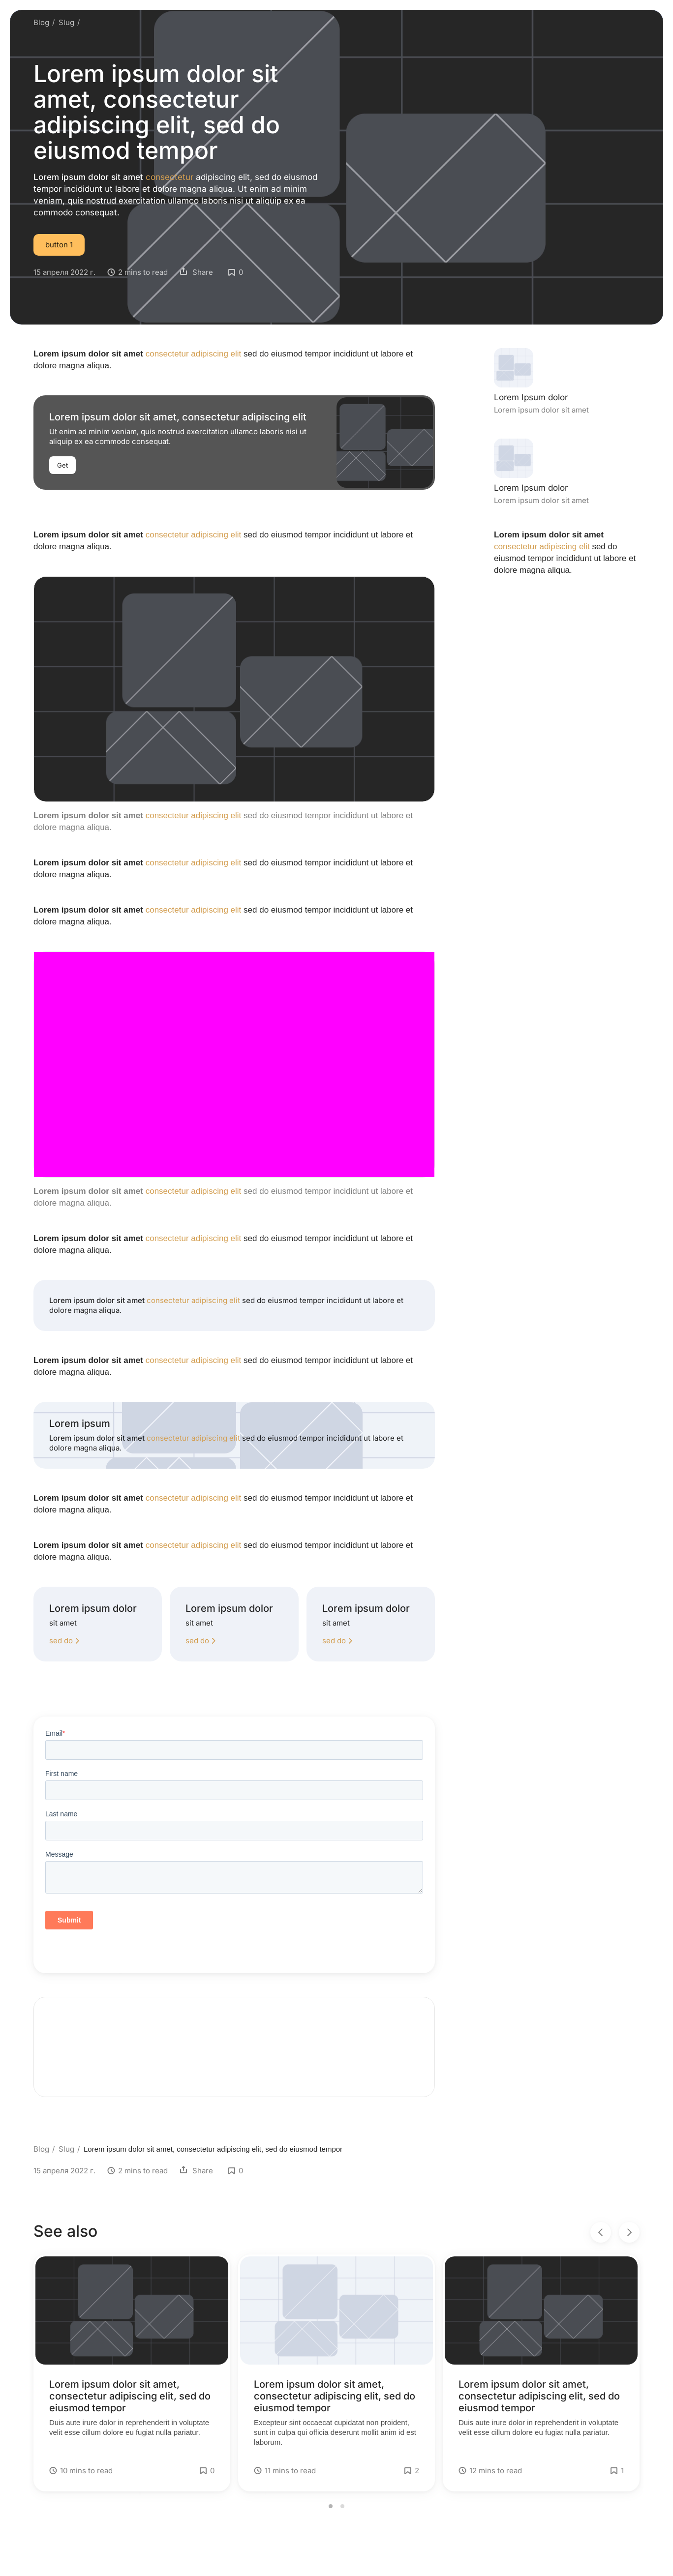 Blog / Slug /
Lorem ipsum dolor sit
amet, consectetur
adipiscing elit, sed do
eiusmod tempor
Lorem ipsum dolor sit amet consectetur adipiscing elit, sed do eiusmod
tempor incididunt ut labore et dolore magna aliqua. Ut enim ad minim
veniam, quis nostrud exercitation ullamco laboris nisi ut aliquip ex ea
commodo consequat.
button 1
15 апреля 2022 г. 2 mins to read Share 0
Lorem ipsum dolor sit amet consectetur adipiscing elit sed do eiusmod tempor incididunt ut labore et
dolore magna aliqua.
Lorem ipsum dolor sit amet, consectetur adipiscing elit
Ut enim ad minim veniam, quis nostrud exercitation ullamco laboris nisi ut
aliquip ex ea commodo consequat.
Get
Lorem ipsum dolor sit amet consectetur adipiscing elit sed do eiusmod tempor incididunt ut labore et
dolore magna aliqua.
Lorem ipsum dolor sit amet consectetur adipiscing elit sed do eiusmod tempor incididunt ut labore et
dolore magna aliqua.
Lorem ipsum dolor sit amet consectetur adipiscing elit sed do eiusmod tempor incididunt ut labore et
dolore magna aliqua.
Lorem ipsum dolor sit amet consectetur adipiscing elit sed do eiusmod tempor incididunt ut labore et
dolore magna aliqua.
Lorem ipsum dolor sit amet consectetur adipiscing elit sed do eiusmod tempor incididunt ut labore et
dolore magna aliqua.
Lorem ipsum dolor sit amet consectetur adipiscing elit sed do eiusmod tempor incididunt ut labore et
dolore magna aliqua.
Lorem ipsum dolor sit amet consectetur adipiscing elit sed do eiusmod tempor incididunt ut labore et
dolore magna aliqua.
Lorem ipsum dolor sit amet consectetur adipiscing elit sed do eiusmod tempor incididunt ut labore et
dolore magna aliqua.
Lorem ipsum
Lorem ipsum dolor sit amet consectetur adipiscing elit sed do eiusmod tempor incididunt ut labore et
dolore magna aliqua.
Lorem ipsum dolor sit amet consectetur adipiscing elit sed do eiusmod tempor incididunt ut labore et
dolore magna aliqua.
Lorem ipsum dolor sit amet consectetur adipiscing elit sed do eiusmod tempor incididunt ut labore et
dolore magna aliqua.
Lorem ipsum dolor
sit amet
sed do
Lorem ipsum dolor
sit amet
sed do
Lorem ipsum dolor
sit amet
sed do
Email*
First name
Last name
Message
Submit
Lorem Ipsum dolor
Lorem ipsum dolor sit amet
Lorem Ipsum dolor
Lorem ipsum dolor sit amet
Lorem ipsum dolor sit amet
consectetur adipiscing elit sed do
eiusmod tempor incididunt ut labore et
dolore magna aliqua.
Blog / Slug / Lorem ipsum dolor sit amet, consectetur adipiscing elit, sed do eiusmod tempor
15 апреля 2022 г. 2 mins to read Share 0
See also
Lorem ipsum dolor sit amet,
consectetur adipiscing elit, sed do
eiusmod tempor
Duis aute irure dolor in reprehenderit in voluptate
velit esse cillum dolore eu fugiat nulla pariatur.
10 mins to read 0
Lorem ipsum dolor sit amet,
consectetur adipiscing elit, sed do
eiusmod tempor
Excepteur sint occaecat cupidatat non proident,
sunt in culpa qui officia deserunt mollit anim id est
laborum.
11 mins to read 2
Lorem ipsum dolor sit amet,
consectetur adipiscing elit, sed do
eiusmod tempor
Duis aute irure dolor in reprehenderit in voluptate
velit esse cillum dolore eu fugiat nulla pariatur.
12 mins to read 1